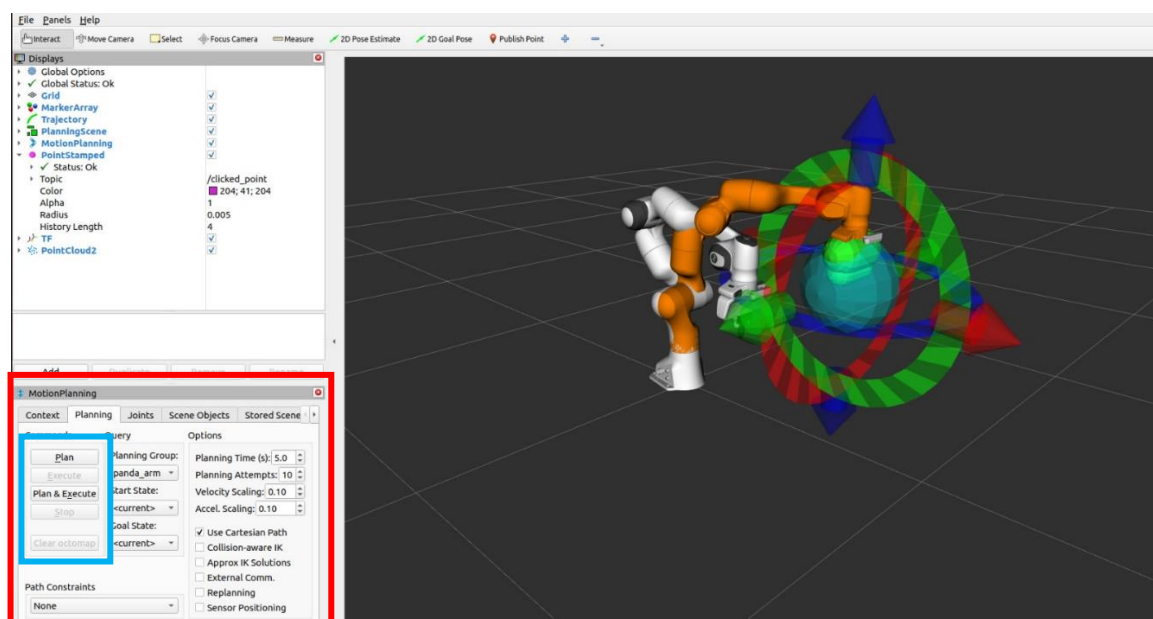 File Panels Help
Interact Move Camera Select Focus Camera Measure 2D Pose Estimate 2D Goal Pose Publish Point
Displays
Global Options
Global Status: Ok
Grid
MarkerArray
Trajectory
PlanningScene
MotionPlanning
PointStamped
Status: Ok
Topic /clicked_point
Color 204; 41; 204
Alpha 1
Radius 0.005
History Length 4
TF
PointCloud2
Add Duplicate Remove Rename
MotionPlanning
Context Planning Joints Scene Objects Stored Scene
Commands Query Options
Plan Planning Group: Planning Time (s): 5.0
Execute panda_arm Planning Attempts: 10
Plan & Execute Start State: Velocity Scaling: 0.10
Stop <current> Accel. Scaling: 0.10
Goal State: Use Cartesian Path
Clear octomap <current> Collision-aware IK
Approx IK Solutions
External Comm.
Path Constraints Replanning
None Sensor Positioning